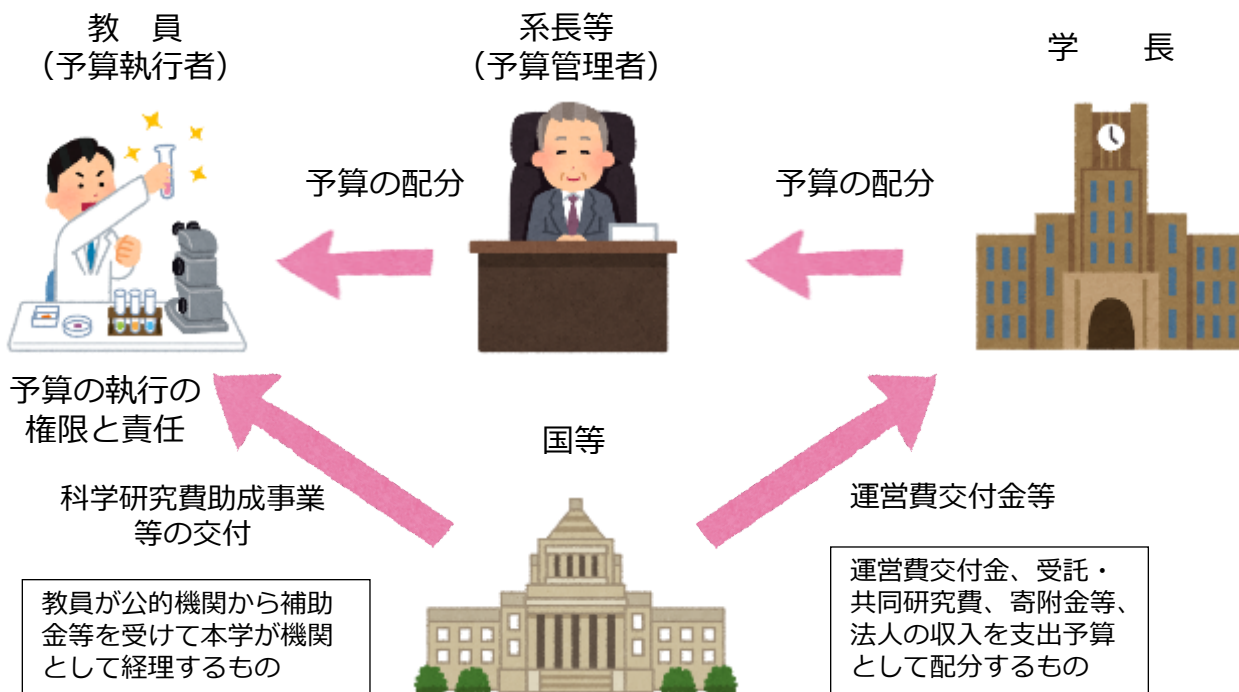 教　員
（予算執行者）
系長等
（予算管理者）
学　　長
予算の配分
予算の配分
予算の執行の
権限と責任
国等
科学研究費助成事業
等の交付
運営費交付金等
教員が公的機関から補助
金等を受けて本学が機関
として経理するもの
運営費交付金、受託・
共同研究費、寄附金等、
法人の収入を支出予算
として配分するもの